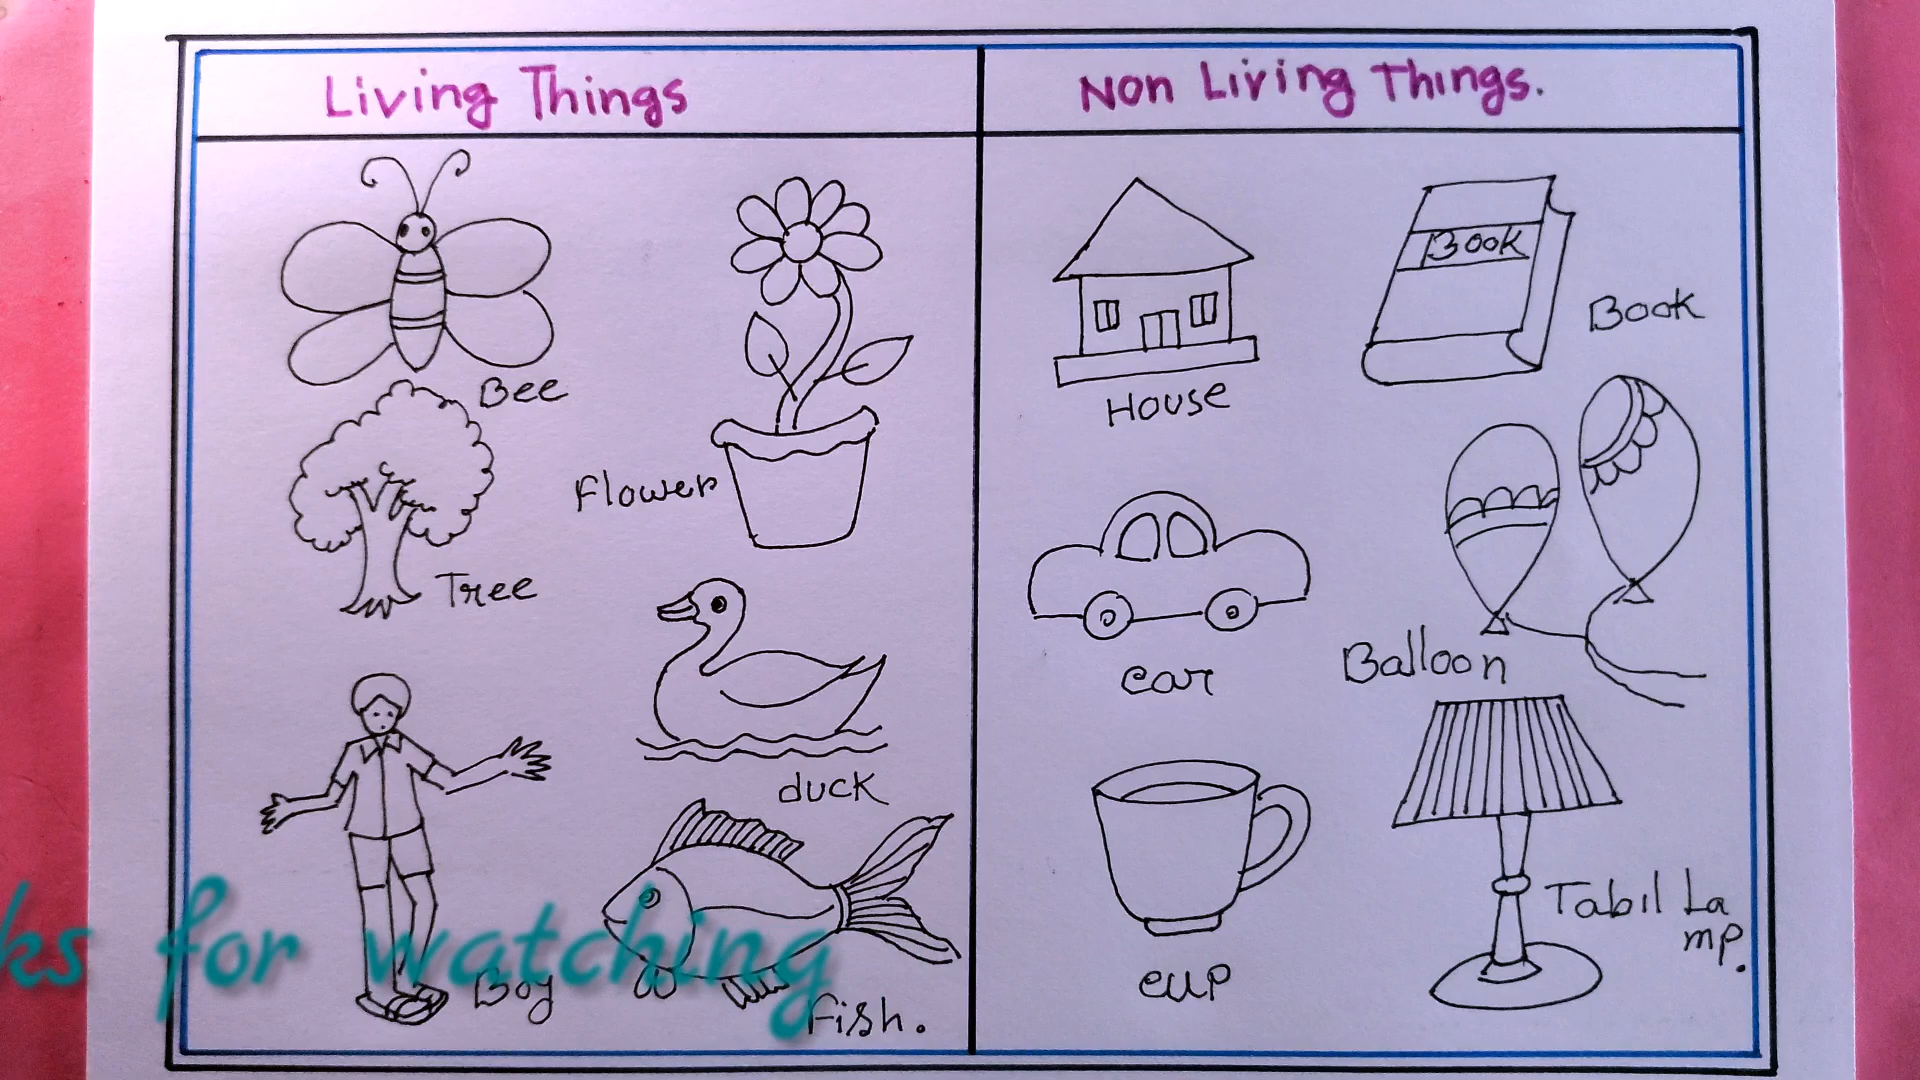 Living Things
Non Living Things.
Bee
Flower
Tree
duck
Boy
fish.
House
Book
Book
car
Balloon
cup
Tabil La
mp.
ks for watching